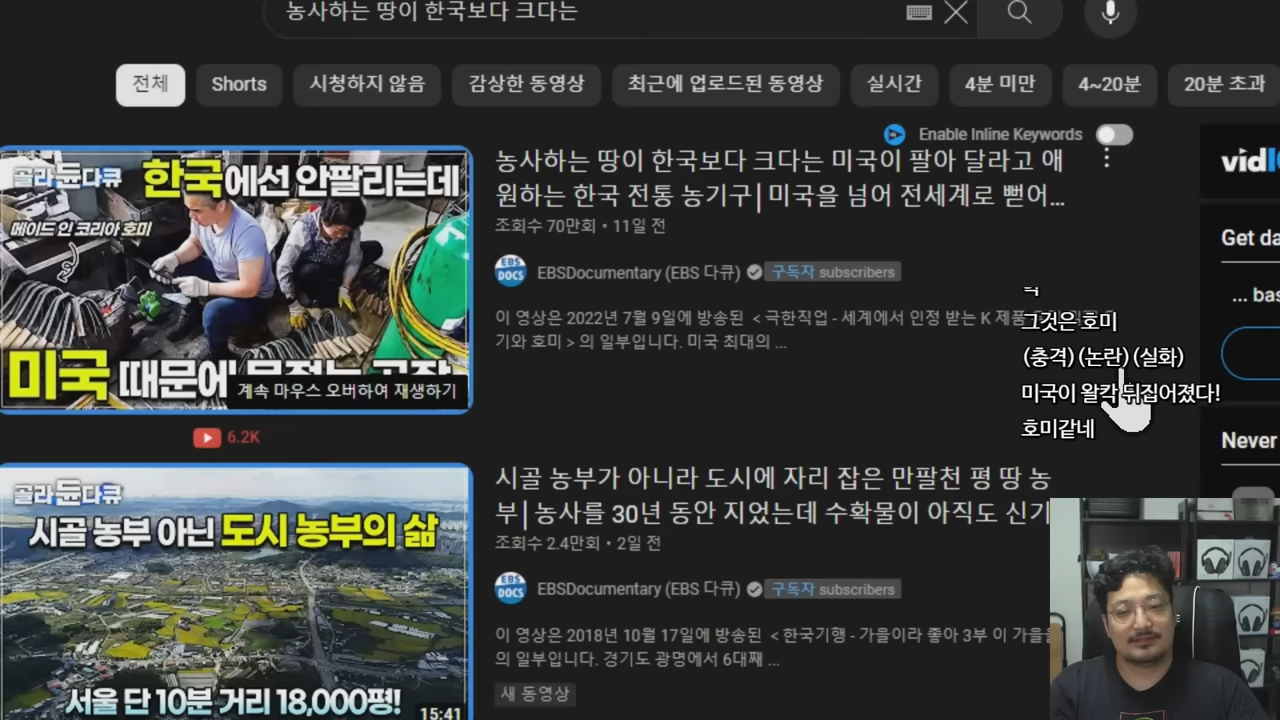 농사하는 땅이 한국보다 크다는
전체
Shorts
시청하지 않음
감상한 동영상
최근에 업로드된 동영상
실시간
4분 미만
4~20분
20분 초과
Enable Inline Keywords
골라듄다큐
한국에선 안팔리는데
메이드 인 코리아 호미
미국 때문에
계속 마우스 오버하여 재생하기
6.2K
농사하는 땅이 한국보다 크다는 미국이 팔아 달라고 애
원하는 한국 전통 농기구|미국을 넘어 전세계로 뻗어...
조회수 70만회 • 11일 전
EBS DOCS
EBSDocumentary (EBS 다큐)
구독자 subscribers
이 영상은 2022년 7월 9일에 방송된 < 극한직업 - 세계에서 인정 받는 K 제품
기와 호미 > 의 일부입니다. 미국 최대의 ...
그것은 호미
(충격) (논란) (실화)
미국이 왈칵 뒤집어졌다!
호미같네
vid
Get da
... bas
Never
골라듄다큐
시골 농부 아닌 도시 농부의 삶
서울 단 10분 거리 18,000평!
15:41
시골 농부가 아니라 도시에 자리 잡은 만팔천 평 땅 농
부|농사를 30년 동안 지었는데 수확물이 아직도 신기
조회수 2.4만회 • 2일 전
EBS DOCS
EBSDocumentary (EBS 다큐)
구독자 subscribers
이 영상은 2018년 10월 17일에 방송된 < 한국기행 - 가을이라 좋아 3부 이 가을을
의 일부입니다. 경기도 광명에서 6대째 ...
새 동영상